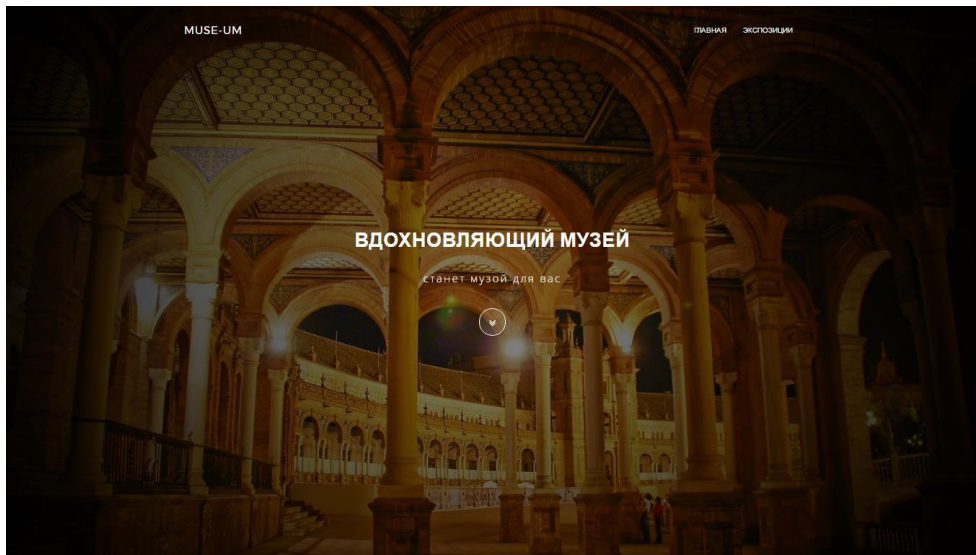 MUSE-UM
ГЛАВНАЯ ЭКСПОЗИЦИИ
ВДОХНОВЛЯЮЩИЙ МУЗЕЙ
станет музой для вас